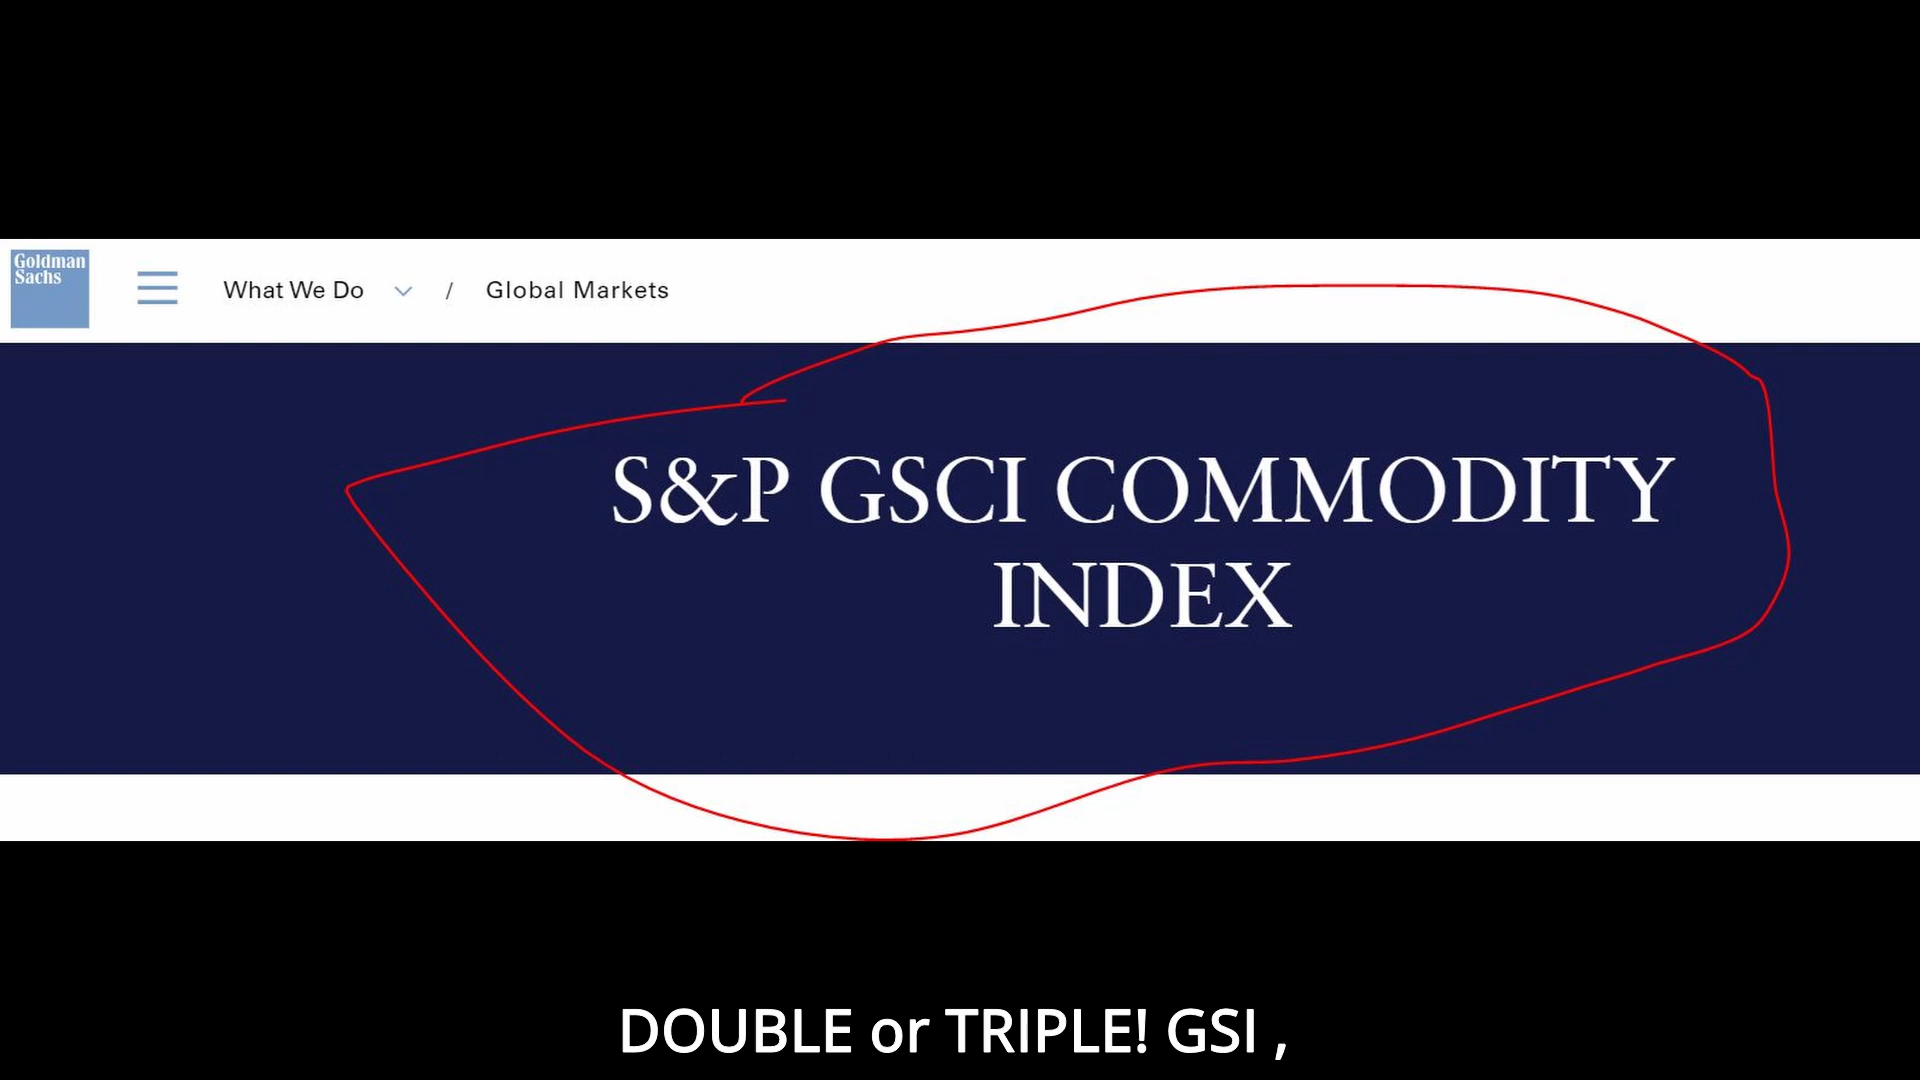 Goldman
Sachs
What We Do / Global Markets
S&P GSCI COMMODITY
INDEX
DOUBLE or TRIPLE! GSI ,